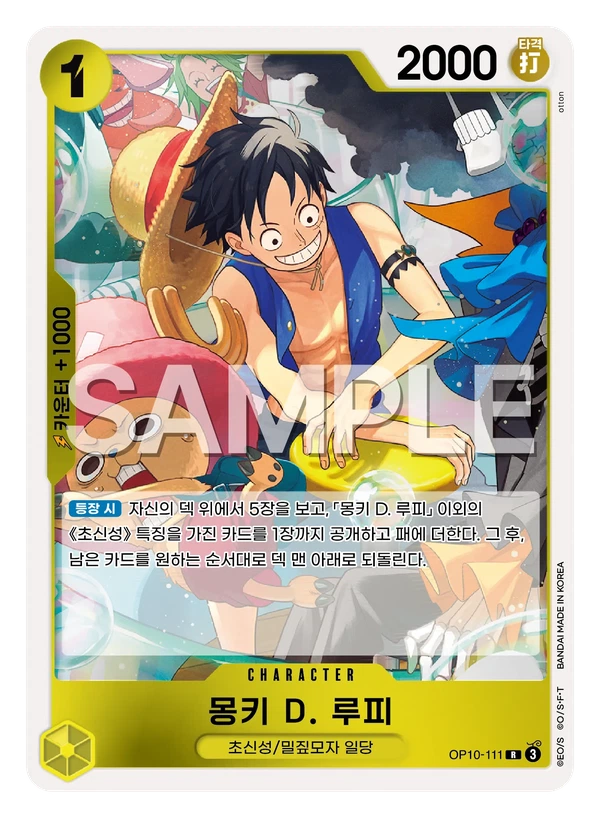 1
2000
타격
打
otton
카운터 +1000
SAMPLE
등장 시 자신의 덱 위에서 5장을 보고, 「몽키 D. 루피」 이외의
《초신성》 특징을 가진 카드를 1장까지 공개하고 패에 더한다. 그 후,
남은 카드를 원하는 순서대로 덱 맨 아래로 되돌린다.
CHARACTER
몽키 D. 루피
초신성/밀짚모자 일당
OP10-111 R 3
©EO/S ©O/S·F·T BANDAI MADE IN KOREA